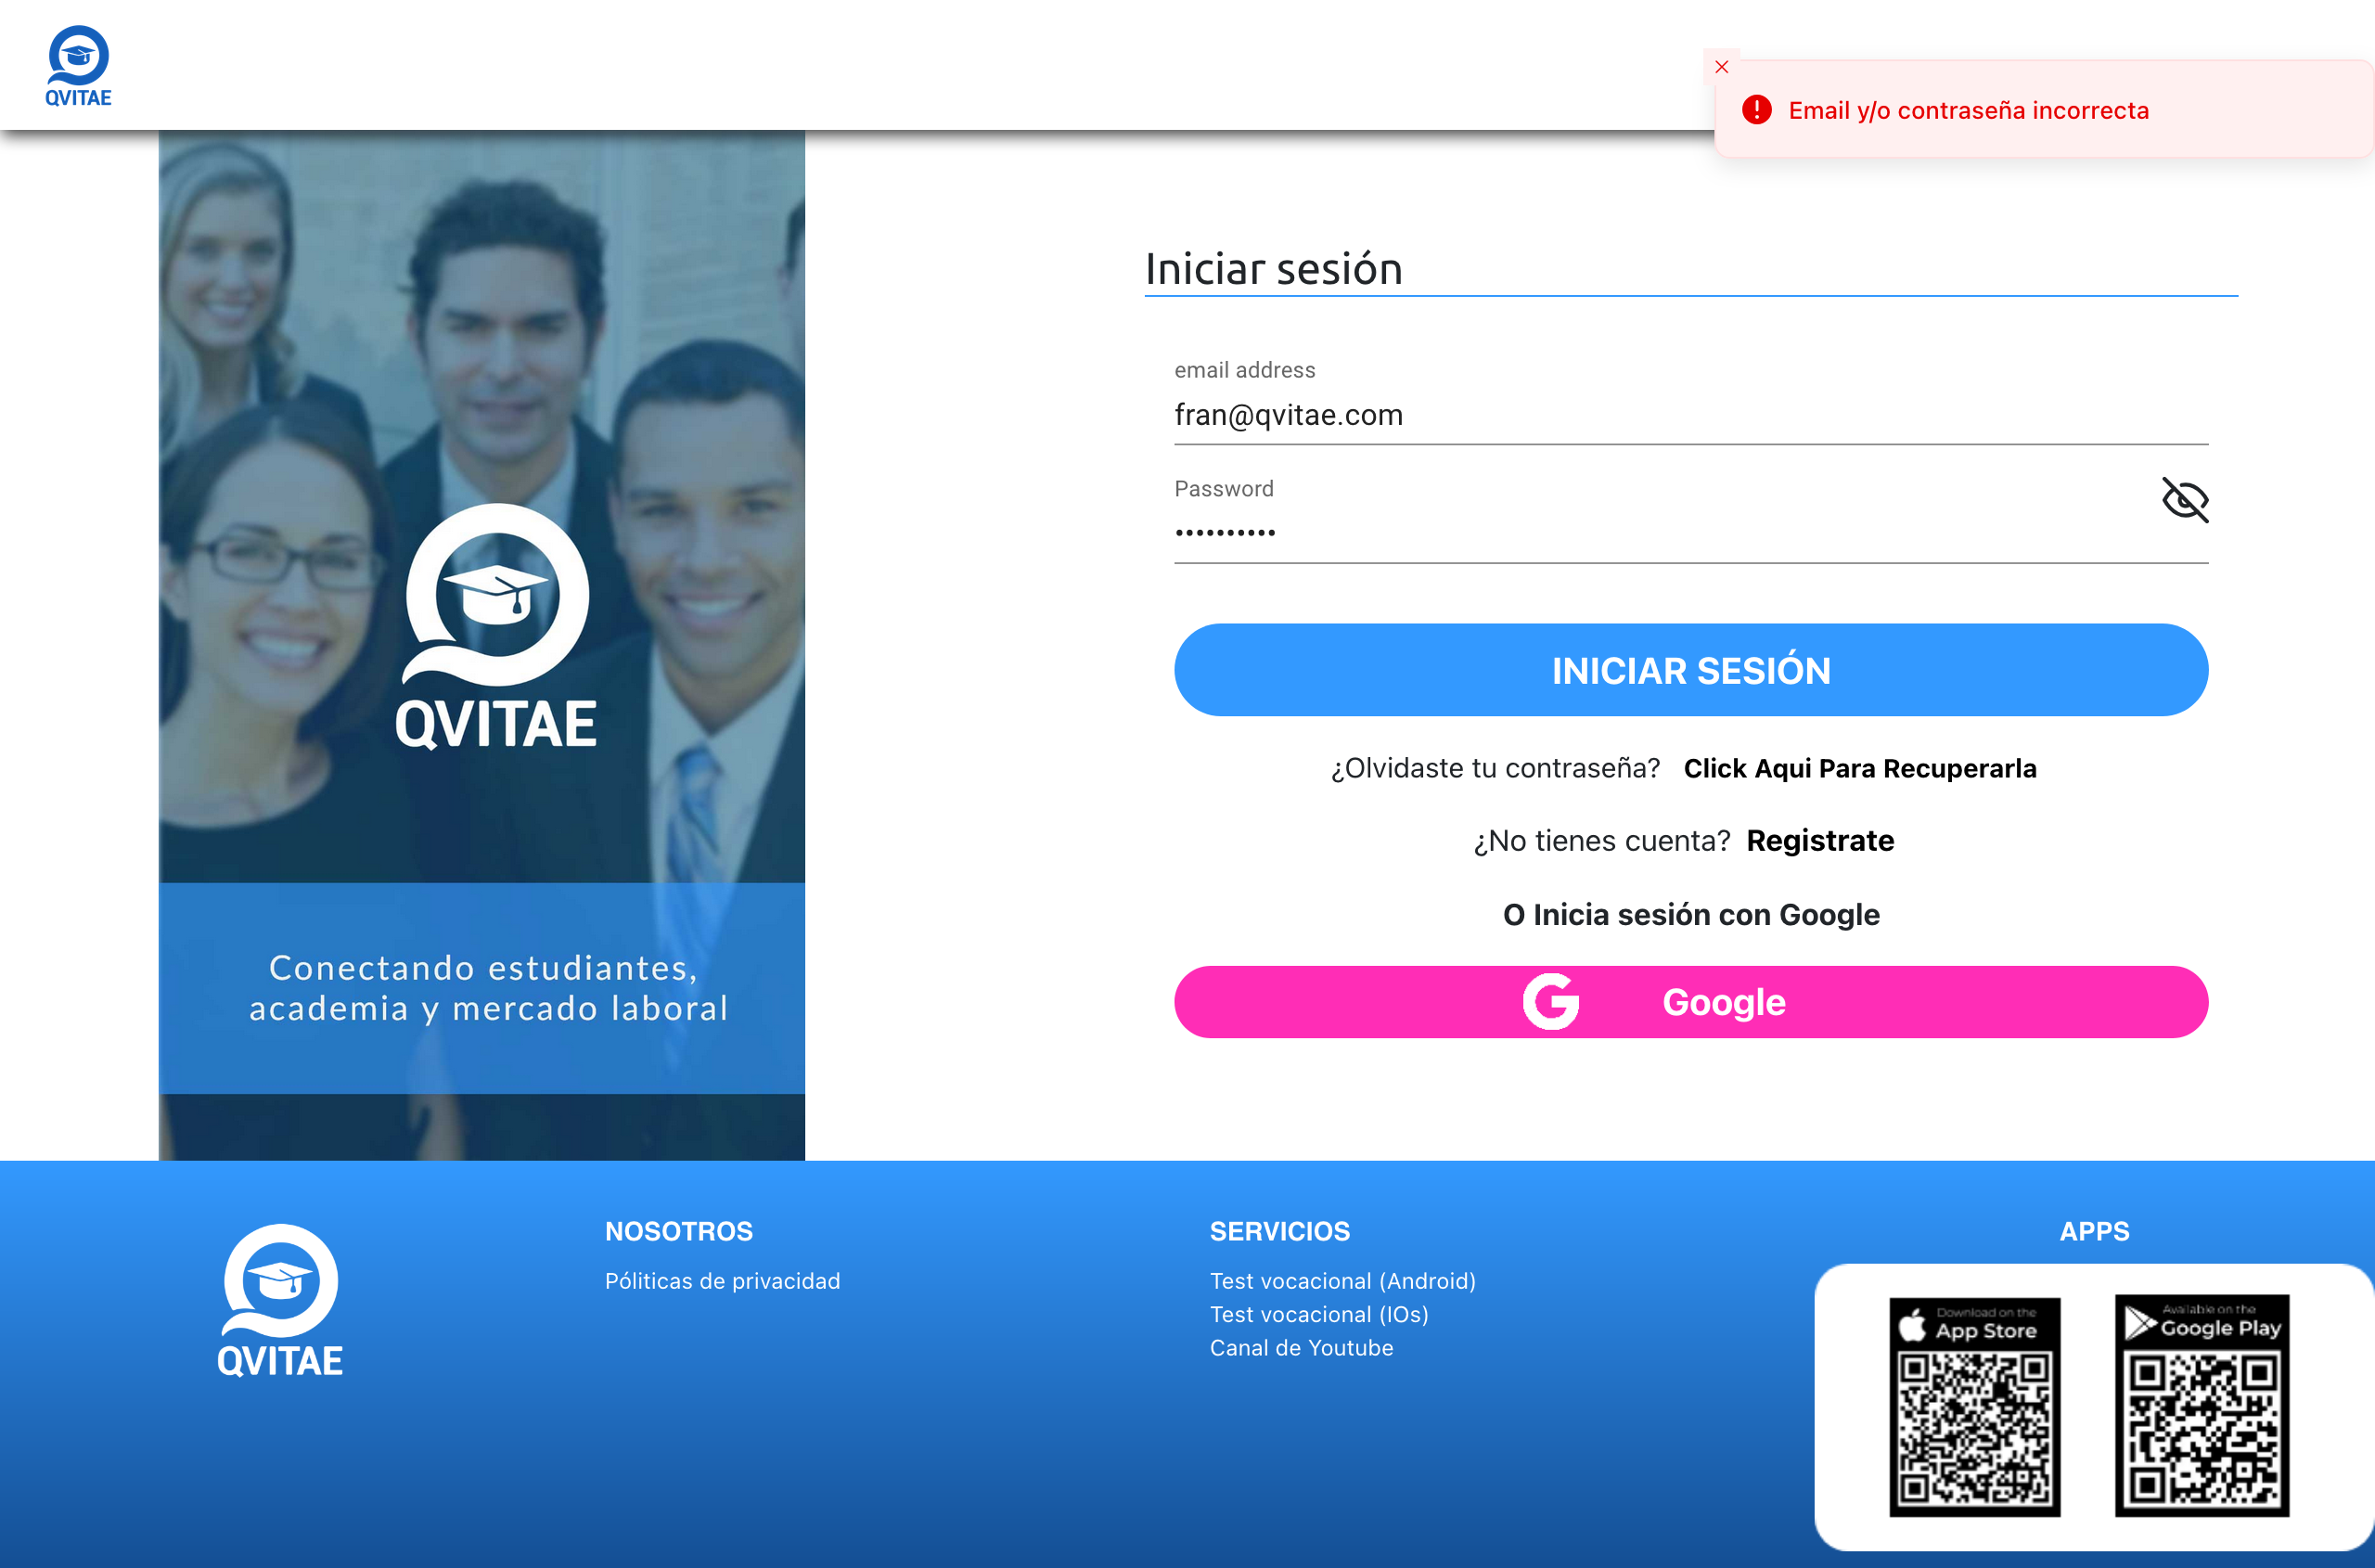 QVITAE
Email y/o contraseña incorrecta
Iniciar sesión
email address
fran@qvitae.com
Password
••••••••••
INICIAR SESIÓN
¿Olvidaste tu contraseña? Click Aqui Para Recuperarla
¿No tienes cuenta? Registrate
O Inicia sesión con Google
G Google
QVITAE
Conectando estudiantes,
academia y mercado laboral
QVITAE
NOSOTROS
Póliticas de privacidad
SERVICIOS
Test vocacional (Android)
Test vocacional (IOs)
Canal de Youtube
APPS
Download on the
App Store
Available on the
Google Play